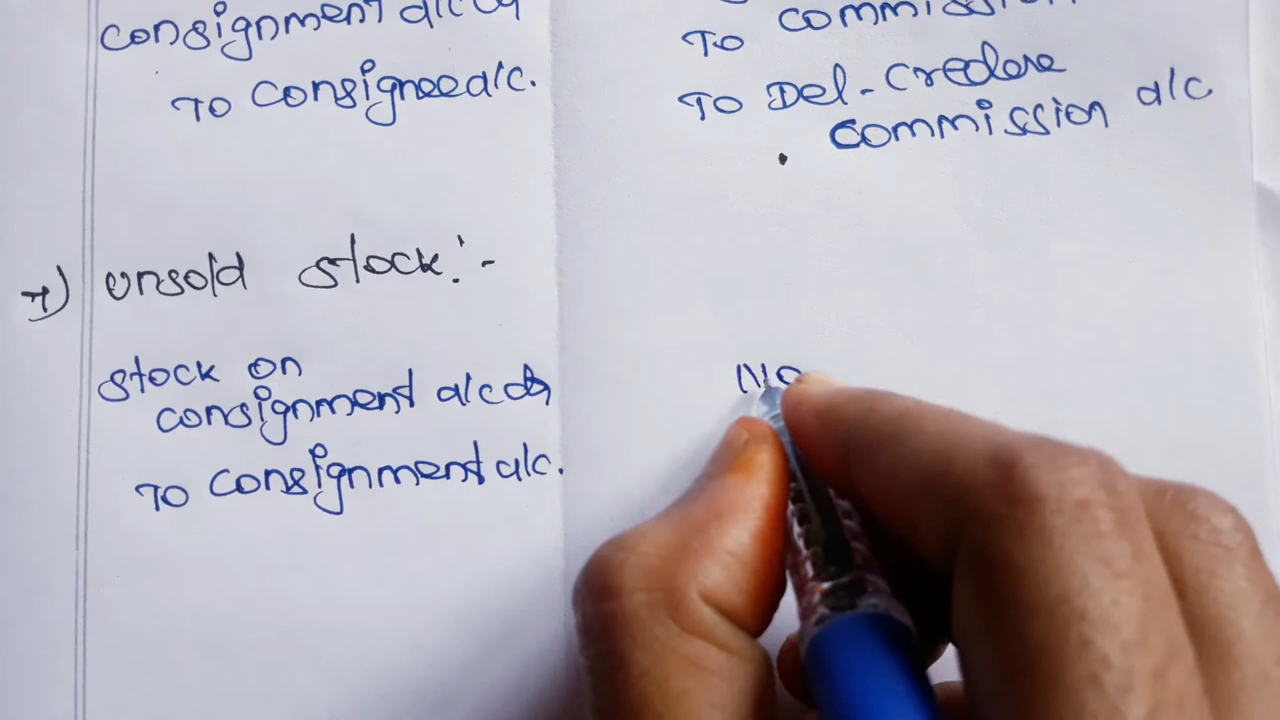 consignment a/c dr
To consignee a/c.
To commission
To Del-credere
commission a/c
7) unsold stock:-
stock on
consignment a/c dr
To consignment a/c.
No